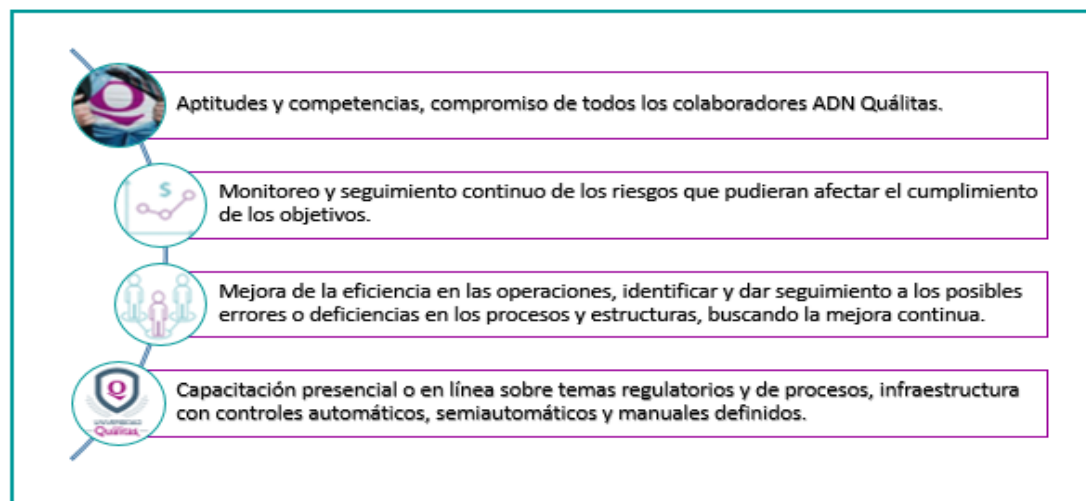 Q
Aptitudes y competencias, compromiso de todos los colaboradores ADN Quálitas.
$
Monitoreo y seguimiento continuo de los riesgos que pudieran afectar el cumplimiento
de los objetivos.
Mejora de la eficiencia en las operaciones, identificar y dar seguimiento a los posibles
errores o deficiencias en los procesos y estructuras, buscando la mejora continua.
Q
UNIVERSIDAD
Quálitas
Capacitación presencial o en línea sobre temas regulatorios y de procesos, infraestructura
con controles automáticos, semiautomáticos y manuales definidos.